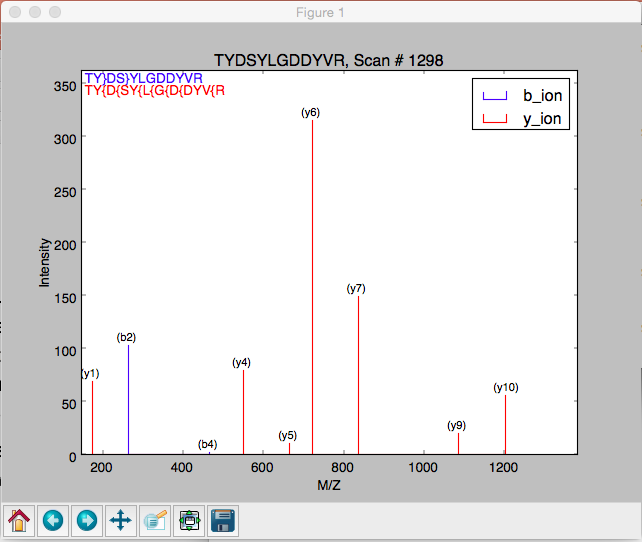 Figure 1
TYDSYLGDDYVR, Scan # 1298
TY}DS}YLGDDYVR
TY{D{SY{L{G{D{DYV{R
b_ion
y_ion
350
300
250
200
150
100
50
0
Intensity
(y1)
(b2)
(b4)
(y4)
(y5)
(y6)
(y7)
(y9)
(y10)
200
400
600
800
1000
1200
M/Z